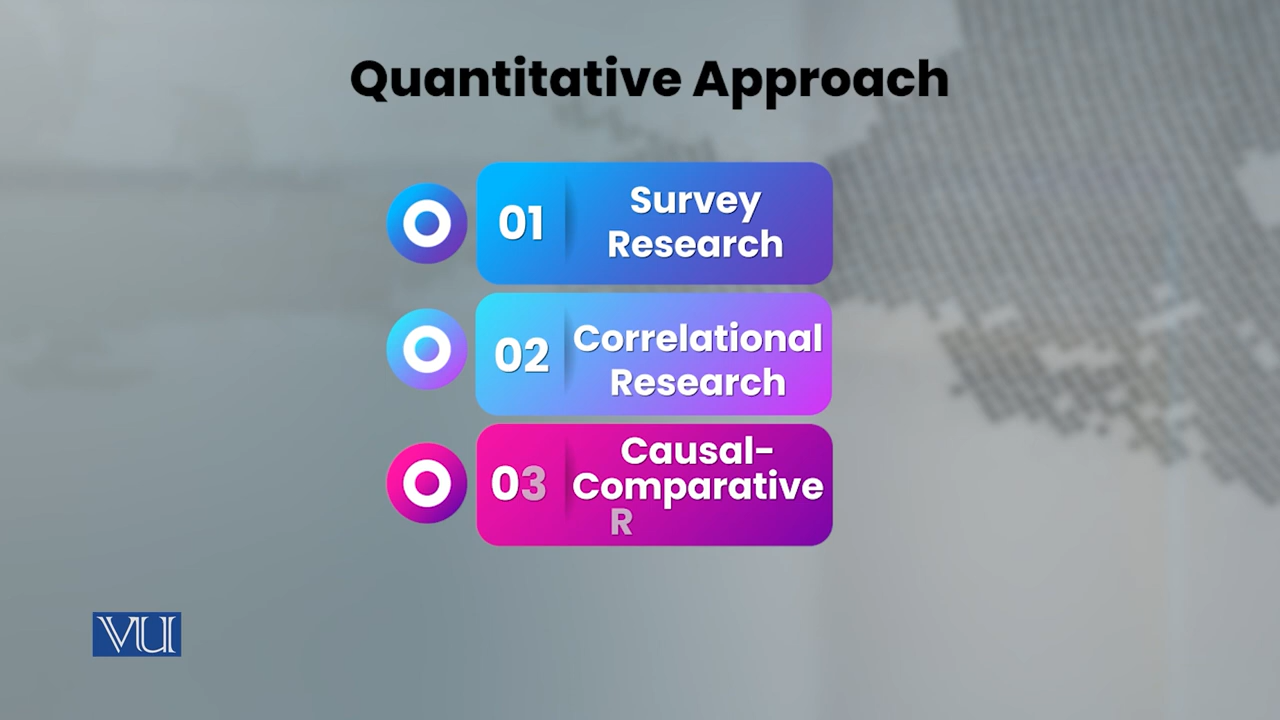 Quantitative Approach
01
Survey
Research
02
Correlational
Research
03
Causal-
Comparative
R
VU